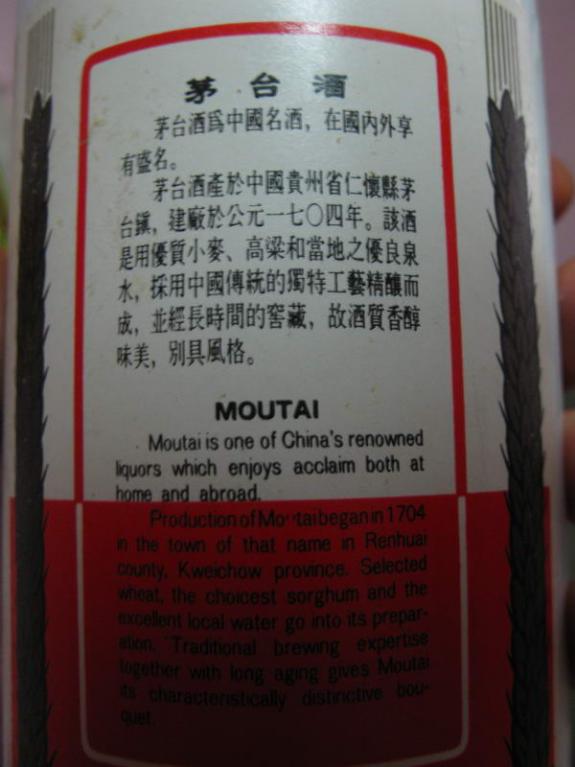 茅台酒
茅台酒爲中國名酒，在國內外享
有盛名。
茅台酒產於中國貴州省仁懷縣茅
台鎮，建廠於公元一七〇四年。該酒
是用優質小麥、高梁和當地之優良泉
水，採用中國傳統的獨特工藝精釀而
成，並經長時間的窖藏，故酒質香醇
味美，別具風格。
MOUTAI
Moutai is one of China's renowned
liquors which enjoys acclaim both at
home and abroad.
Production of Moutai began in 1704
in the town of that name in Renhuai
county, Kweichow province. Selected
wheat, the choicest sorghum and the
excellent local water go into its prepar-
ation. Traditional brewing expertise
together with long aging gives Moutai
its characteristically distinctive bou-
quet.